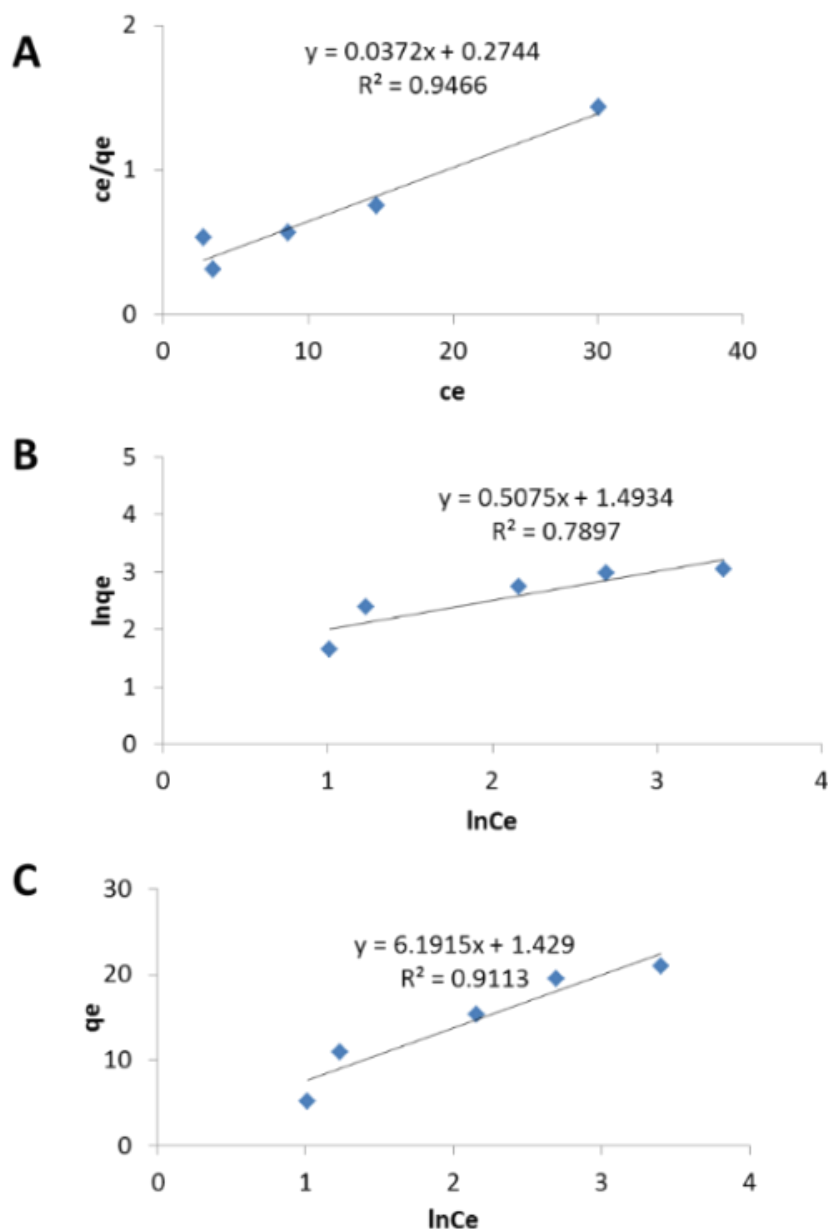 A
2
y = 0.0372x + 0.2744
R² = 0.9466
ce/qe
1
0
0 10 20 30 40
ce
B
5
y = 0.5075x + 1.4934
4
R² = 0.7897
lnqe
3
2
1
0
0 1 2 3 4
lnCe
C
30
y = 6.1915x + 1.429
R² = 0.9113
20
qe
10
0
0 1 2 3 4
lnCe